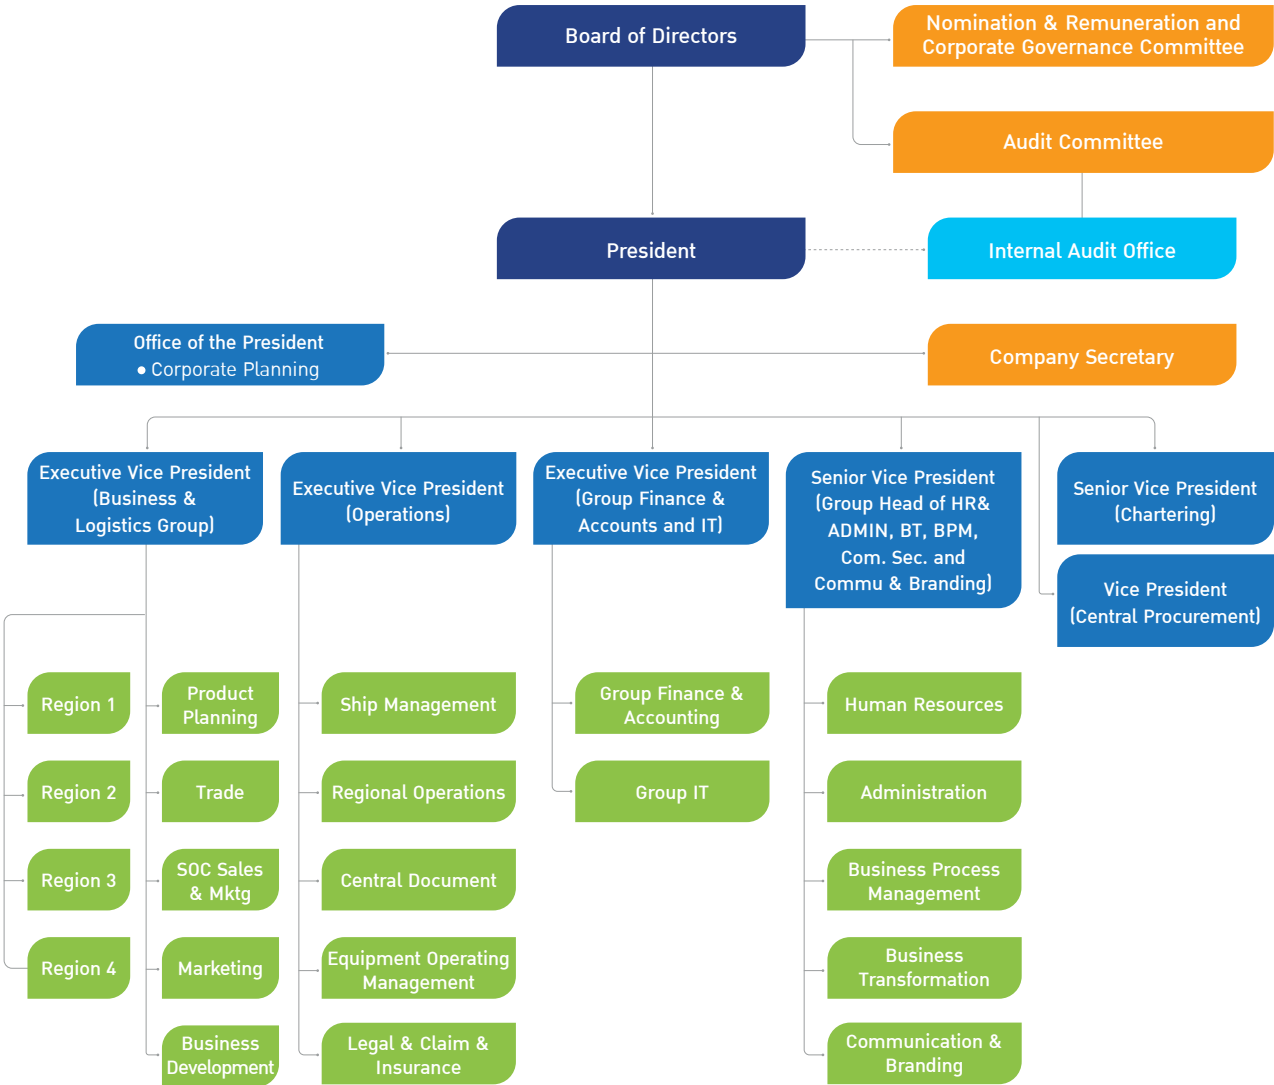 Board of Directors
Nomination & Remuneration and
Corporate Governance Committee
Audit Committee
President
Internal Audit Office
Office of the President
• Corporate Planning
Company Secretary
Executive Vice President
(Business &
Logistics Group)
Executive Vice President
(Operations)
Executive Vice President
(Group Finance &
Accounts and IT)
Senior Vice President
(Group Head of HR&
ADMIN, BT, BPM,
Com. Sec. and
Commu & Branding)
Senior Vice President
(Chartering)
Vice President
(Central Procurement)
Region 1
Product
Planning
Ship Management
Group Finance &
Accounting
Human Resources
Region 2
Trade
Regional Operations
Group IT
Administration
Region 3
SOC Sales
& Mktg
Central Document
Business Process
Management
Region 4
Marketing
Equipment Operating
Management
Business
Transformation
Business
Development
Legal & Claim &
Insurance
Communication &
Branding